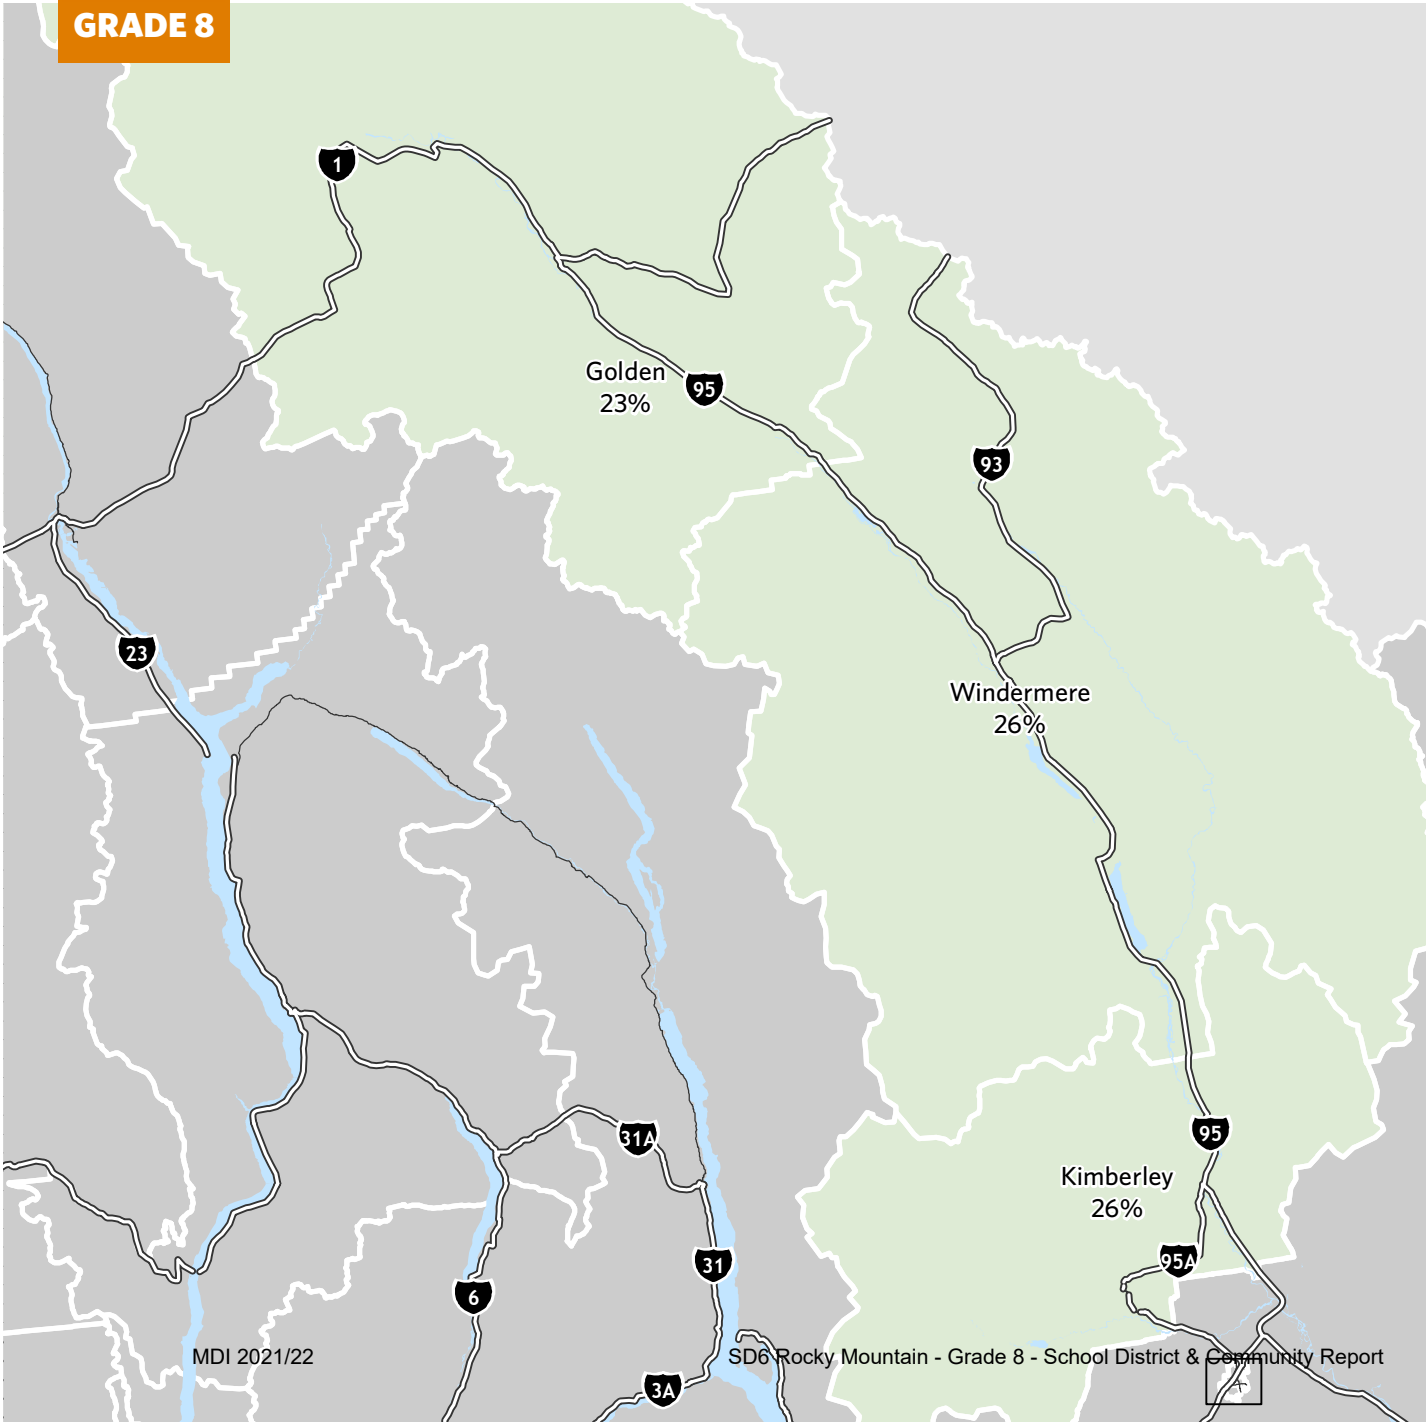 GRADE 8
1
Golden
23%
95
93
23
Windermere
26%
31A
95
Kimberley
26%
95A
31
6
MDI 2021/22
SD6 Rocky Mountain - Grade 8 - School District & Community Report
3A